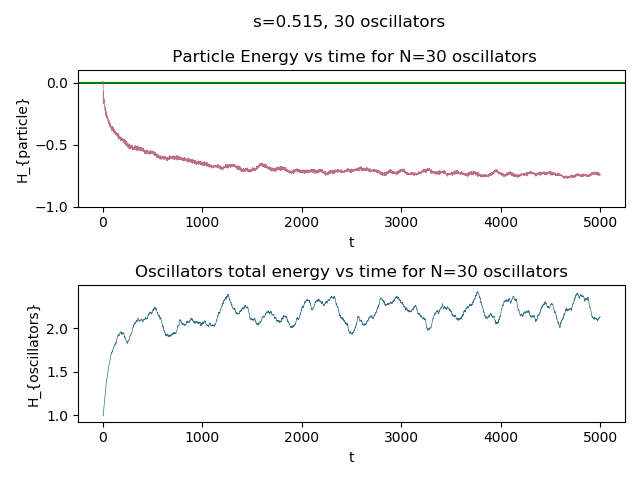 s=0.515, 30 oscillators
Particle Energy vs time for N=30 oscillators
0.0
−0.5
−1.0
H_{particle}
0 1000 2000 3000 4000 5000
t
Oscillators total energy vs time for N=30 oscillators
2.0
1.5
1.0
H_{oscillators}
0 1000 2000 3000 4000 5000
t